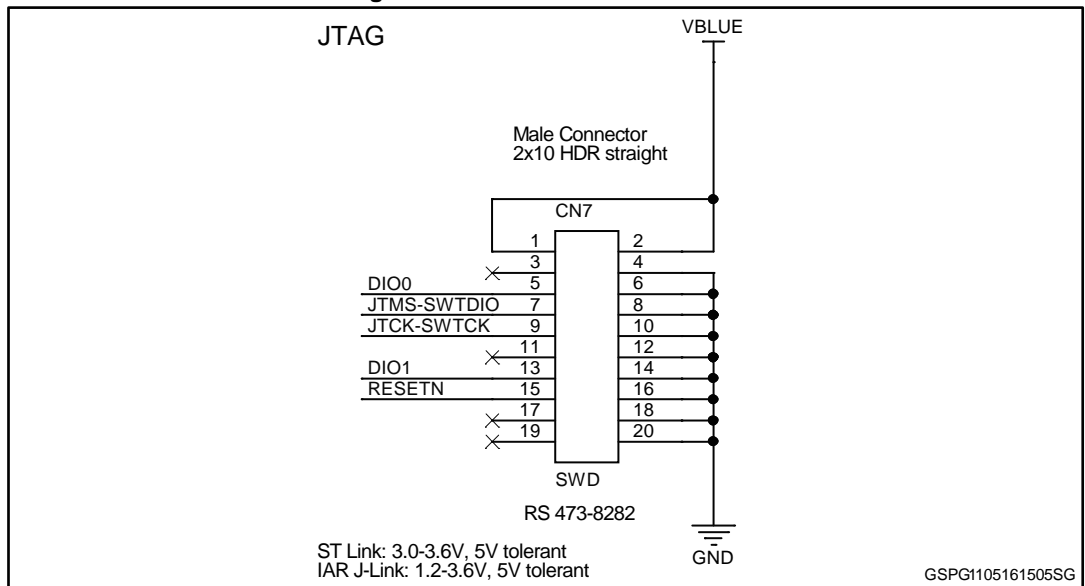 JTAG
VBLUE
Male Connector
2x10 HDR straight
CN7
1 2
3 4
DIO0 5 6
JTMS-SWTDIO 7 8
JTCK-SWTCK 9 10
11 12
DIO1 13 14
RESETN 15 16
17 18
19 20
SWD
RS 473-8282
GND
ST Link: 3.0-3.6V, 5V tolerant
IAR J-Link: 1.2-3.6V, 5V tolerant
GSPG1105161505SG